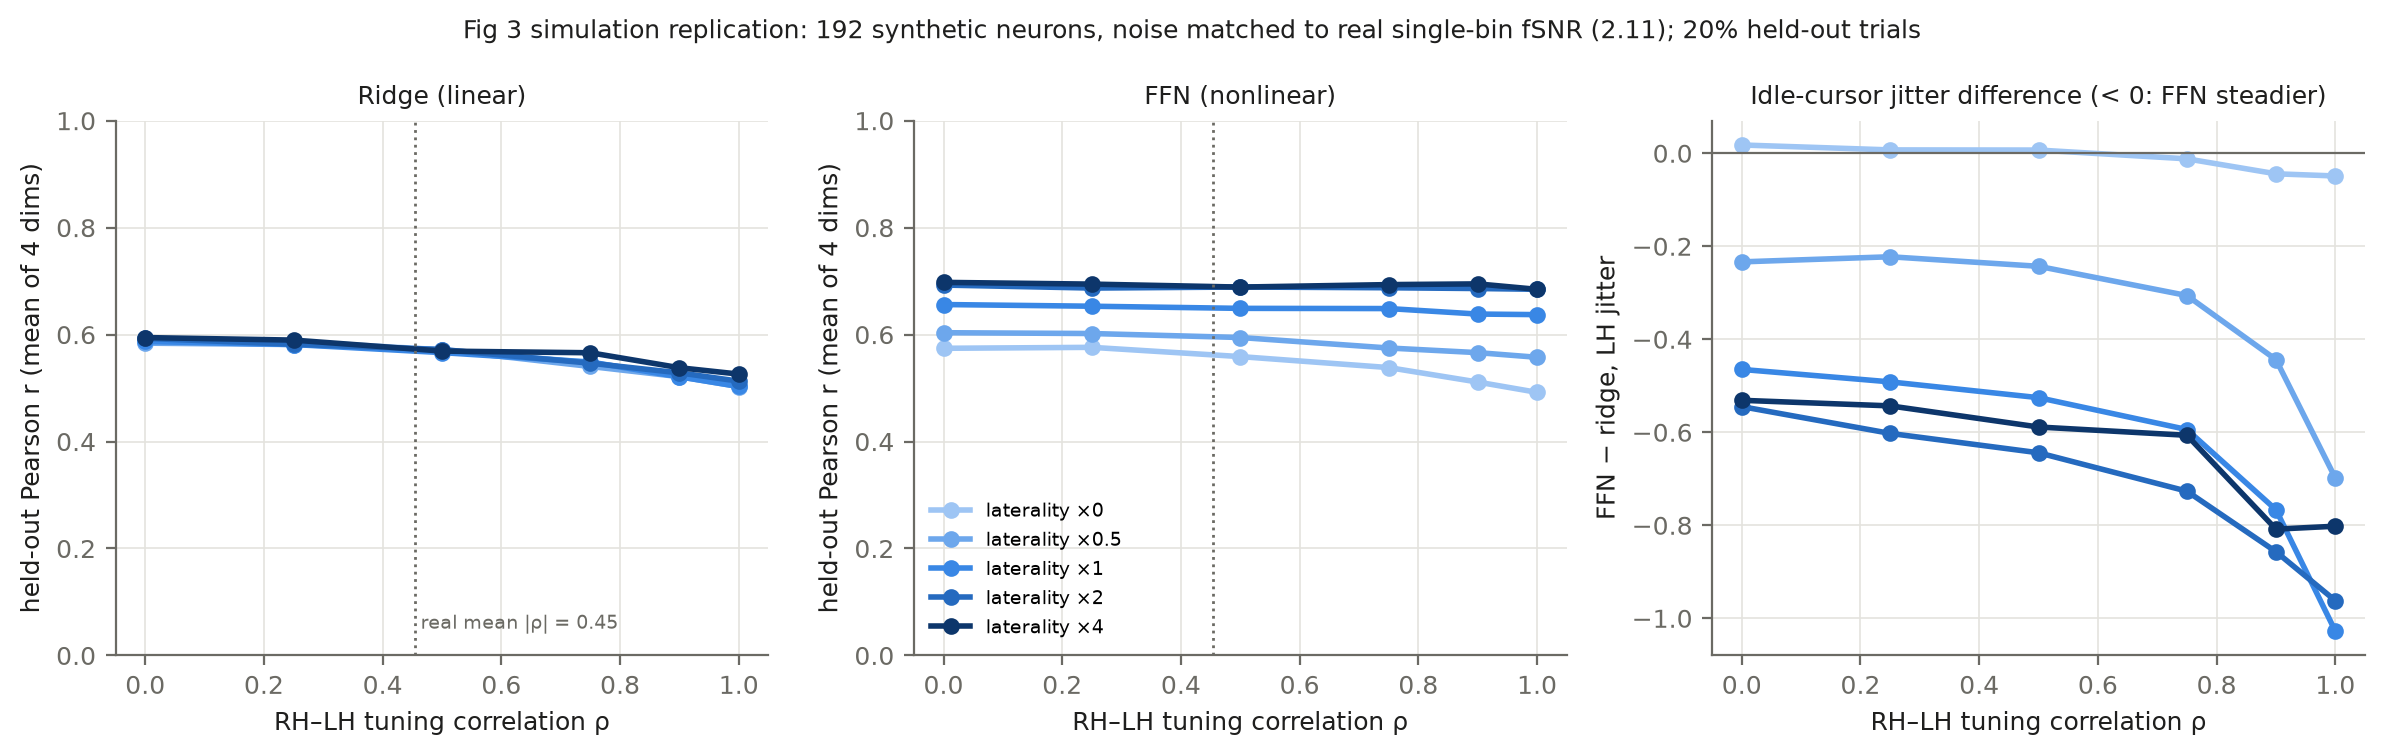 Fig 3 simulation replication: 192 synthetic neurons, noise matched to real single-bin fSNR (2.11); 20% held-out trials
Ridge (linear)
held-out Pearson r (mean of 4 dims)
1.0
0.8
0.6
0.4
0.2
0.0
real mean |ρ| = 0.45
0.0 0.2 0.4 0.6 0.8 1.0
RH–LH tuning correlation ρ
FFN (nonlinear)
held-out Pearson r (mean of 4 dims)
1.0
0.8
0.6
0.4
0.2
0.0
laterality ×0
laterality ×0.5
laterality ×1
laterality ×2
laterality ×4
0.0 0.2 0.4 0.6 0.8 1.0
RH–LH tuning correlation ρ
Idle-cursor jitter difference (< 0: FFN steadier)
FFN − ridge, LH jitter
0.0
−0.2
−0.4
−0.6
−0.8
−1.0
0.0 0.2 0.4 0.6 0.8 1.0
RH–LH tuning correlation ρ